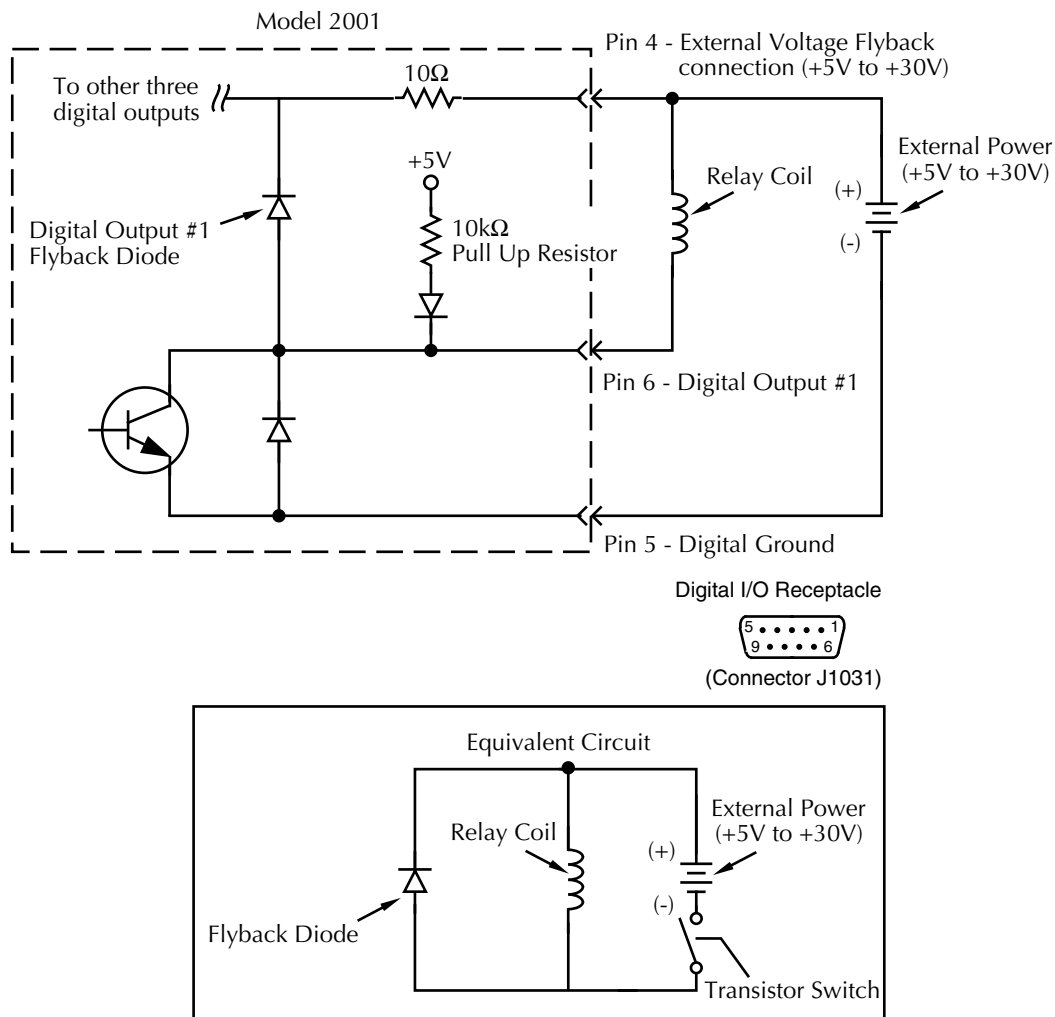 Model 2001
Pin 4 - External Voltage Flyback
connection (+5V to +30V)
To other three
digital outputs
10Ω
+5V
Relay Coil
External Power
(+5V to +30V)
(+)
(-)
Digital Output #1
Flyback Diode
10kΩ
Pull Up Resistor
Pin 6 - Digital Output #1
Pin 5 - Digital Ground
Digital I/O Receptacle
5 1
9 6
(Connector J1031)
Equivalent Circuit
Relay Coil
External Power
(+5V to +30V)
(+)
(-)
Flyback Diode
Transistor Switch